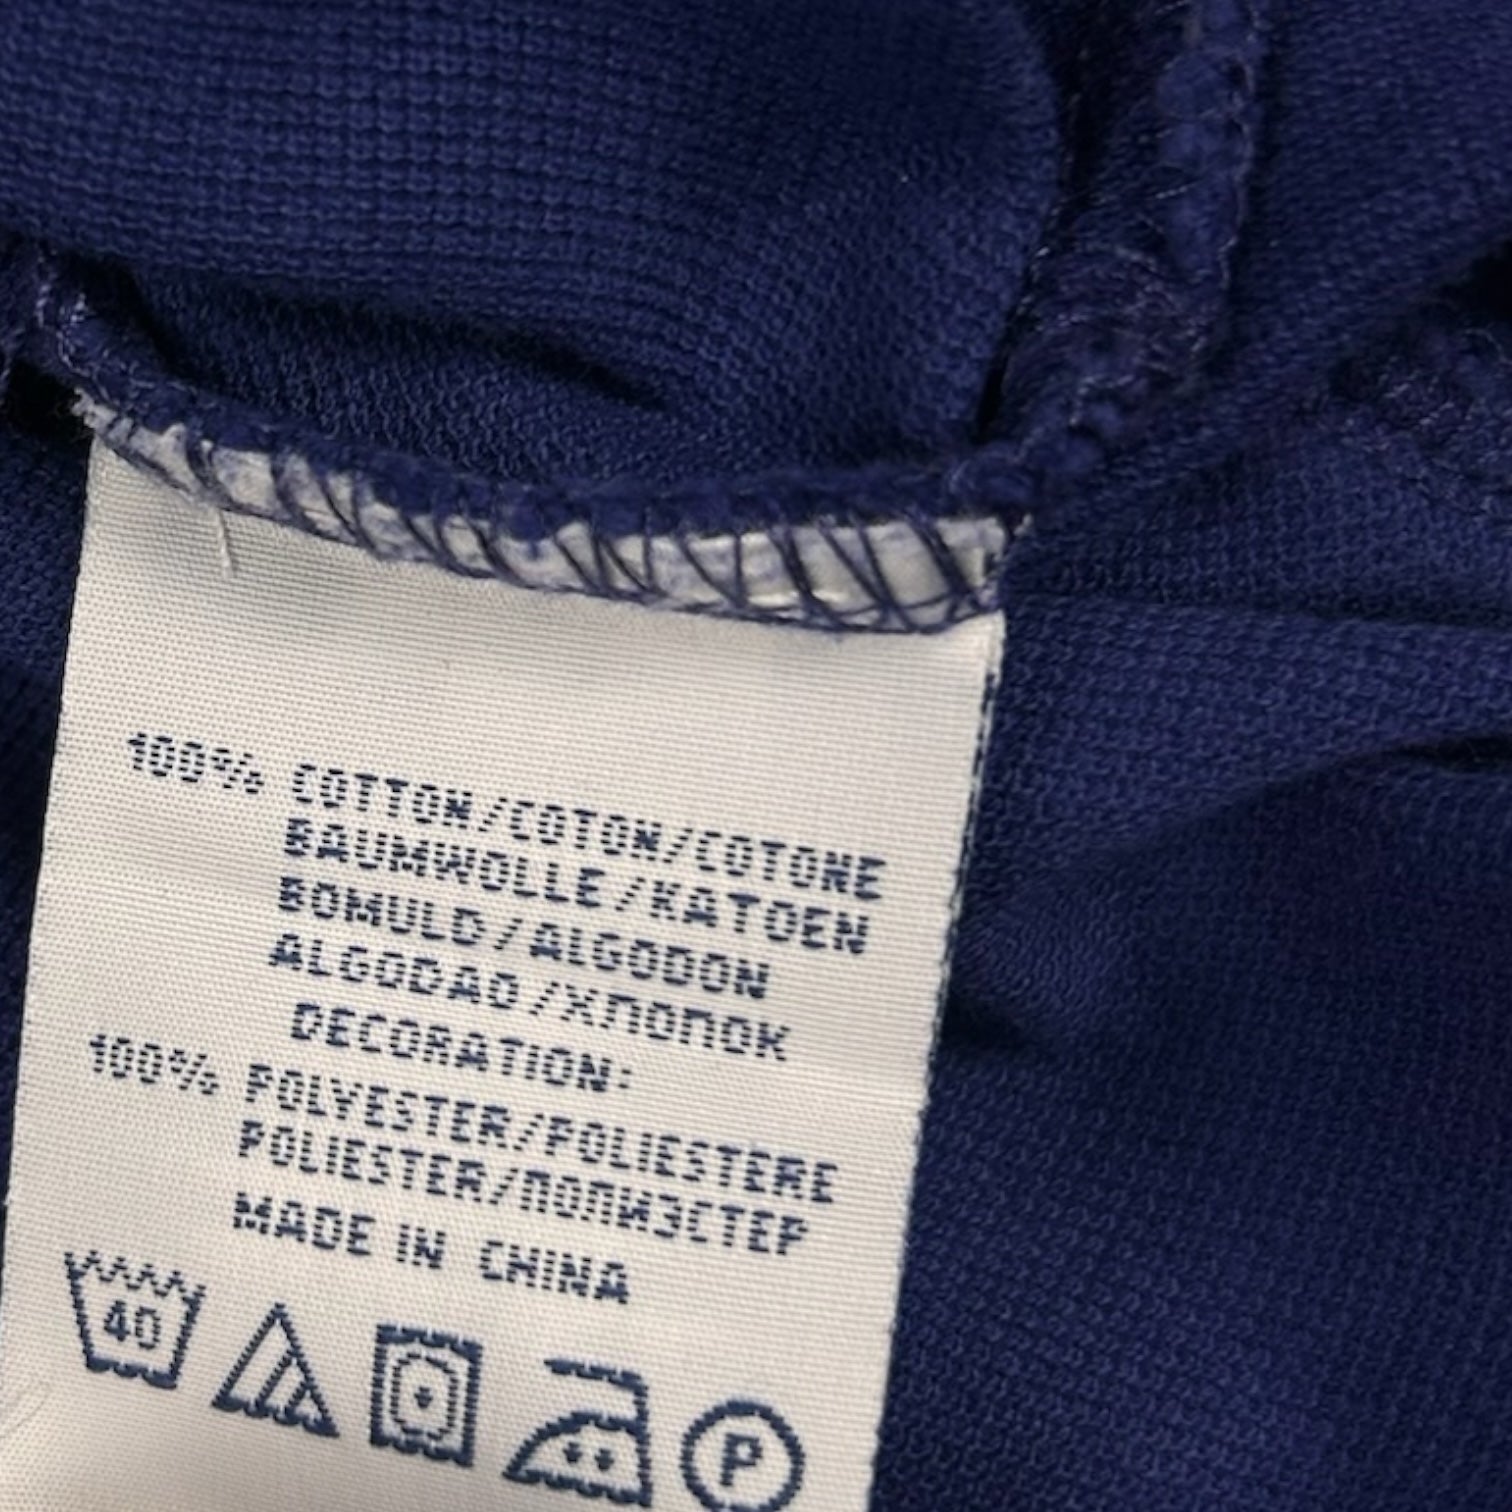 100% COTTON/COTON/COTONE
BAUMWOLLE/KATOEN
BOMULD/ALGODON
ALGODAO/ХЛОПОК
DECORATION:
100% POLYESTER/POLIESTERE
POLIESTER/ПОЛИЭСТЕР
MADE IN CHINA
40
P